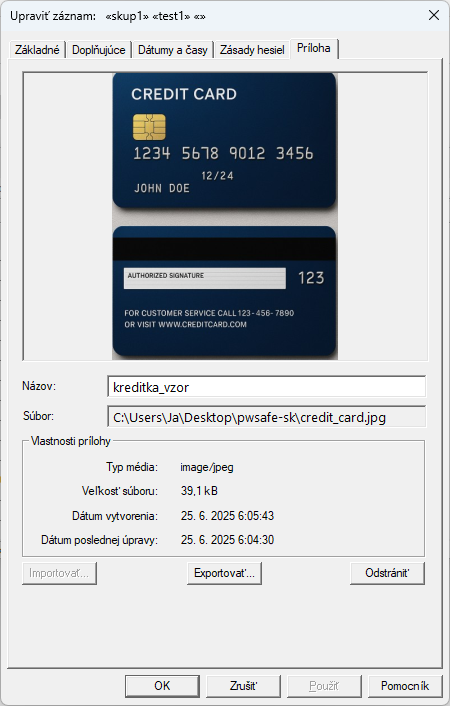 Upraviť záznam: «skup1» «test1» «»
Základné Doplňujúce Dátumy a časy Zásady hesiel Príloha
CREDIT CARD
1234 5678 9012 3456
12/24
JOHN DOE
AUTHORIZED SIGNATURE
123
FOR CUSTOMER SERVICE CALL 123-456-7890
OR VISIT WWW.CREDITCARD.COM
Názov: kreditka_vzor
Súbor: C:\Users\Ja\Desktop\pwsafe-sk\credit_card.jpg
Vlastnosti prílohy
Typ média: image/jpeg
Veľkosť súboru: 39,1 kB
Dátum vytvorenia: 25. 6. 2025 6:05:43
Dátum poslednej úpravy: 25. 6. 2025 6:04:30
Importovať... Exportovať... Odstrániť
OK Zrušiť Použiť Pomocník